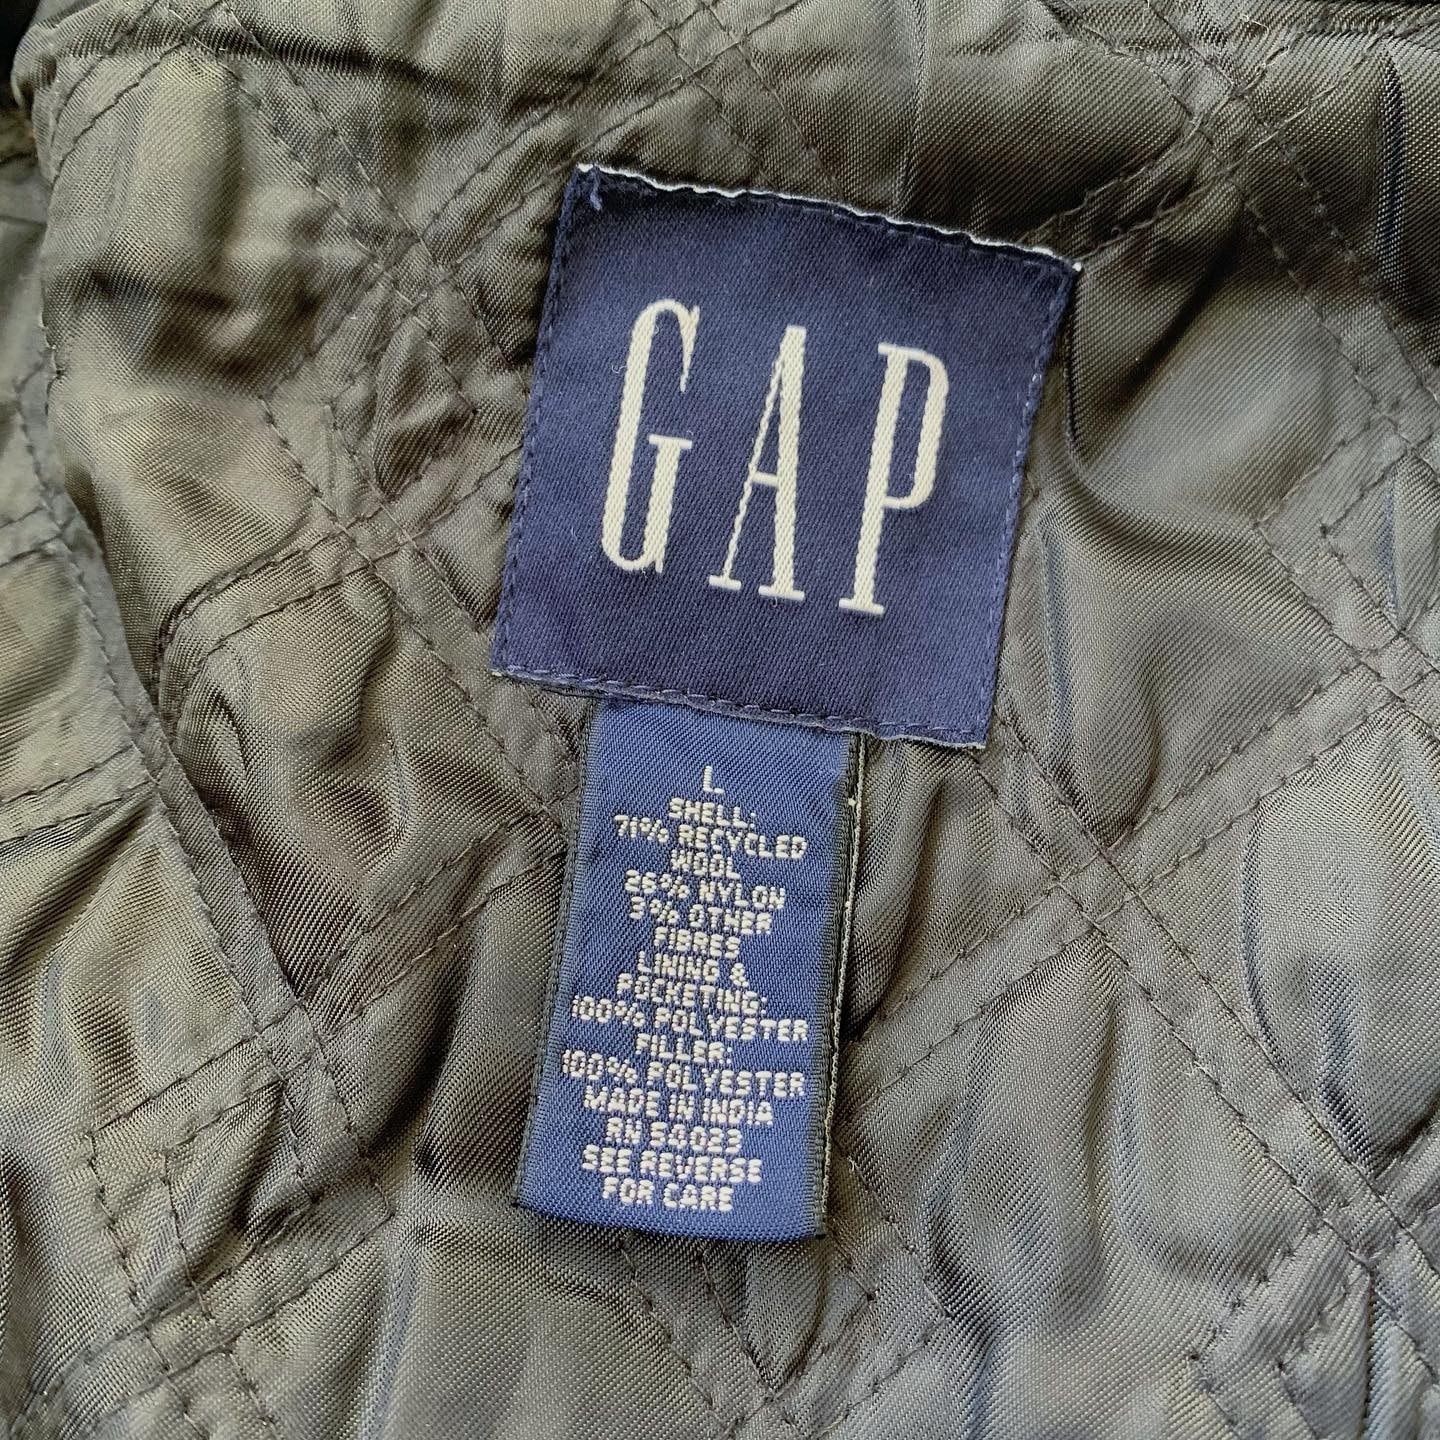 GAP
L
SHELL:
71% RECYCLED
WOOL
26% NYLON
3% OTHER
FIBRES
LINING &
POCKETING:
100% POLYESTER
FILLER:
100% POLYESTER
MADE IN INDIA
RN 54023
SEE REVERSE
FOR CARE